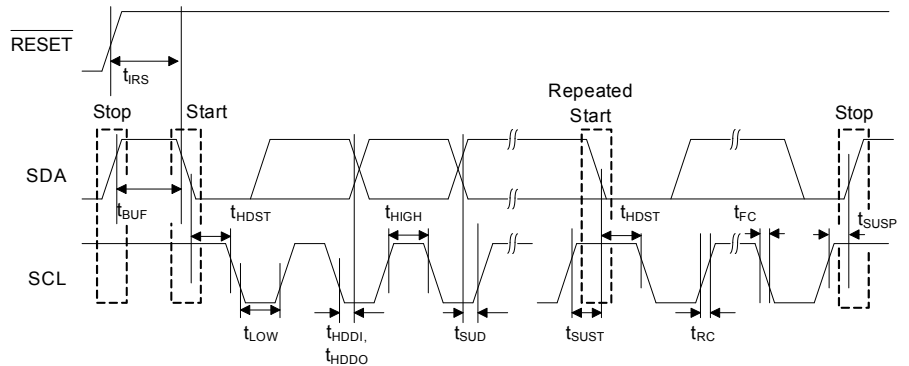 RESET
tIRS
Repeated
Stop Start Start Stop
SDA
tBUF tHDST tHIGH tHDST tFC tSUSP
SCL
tLOW tHDDI, tSUD tSUST tRC
tHDDO